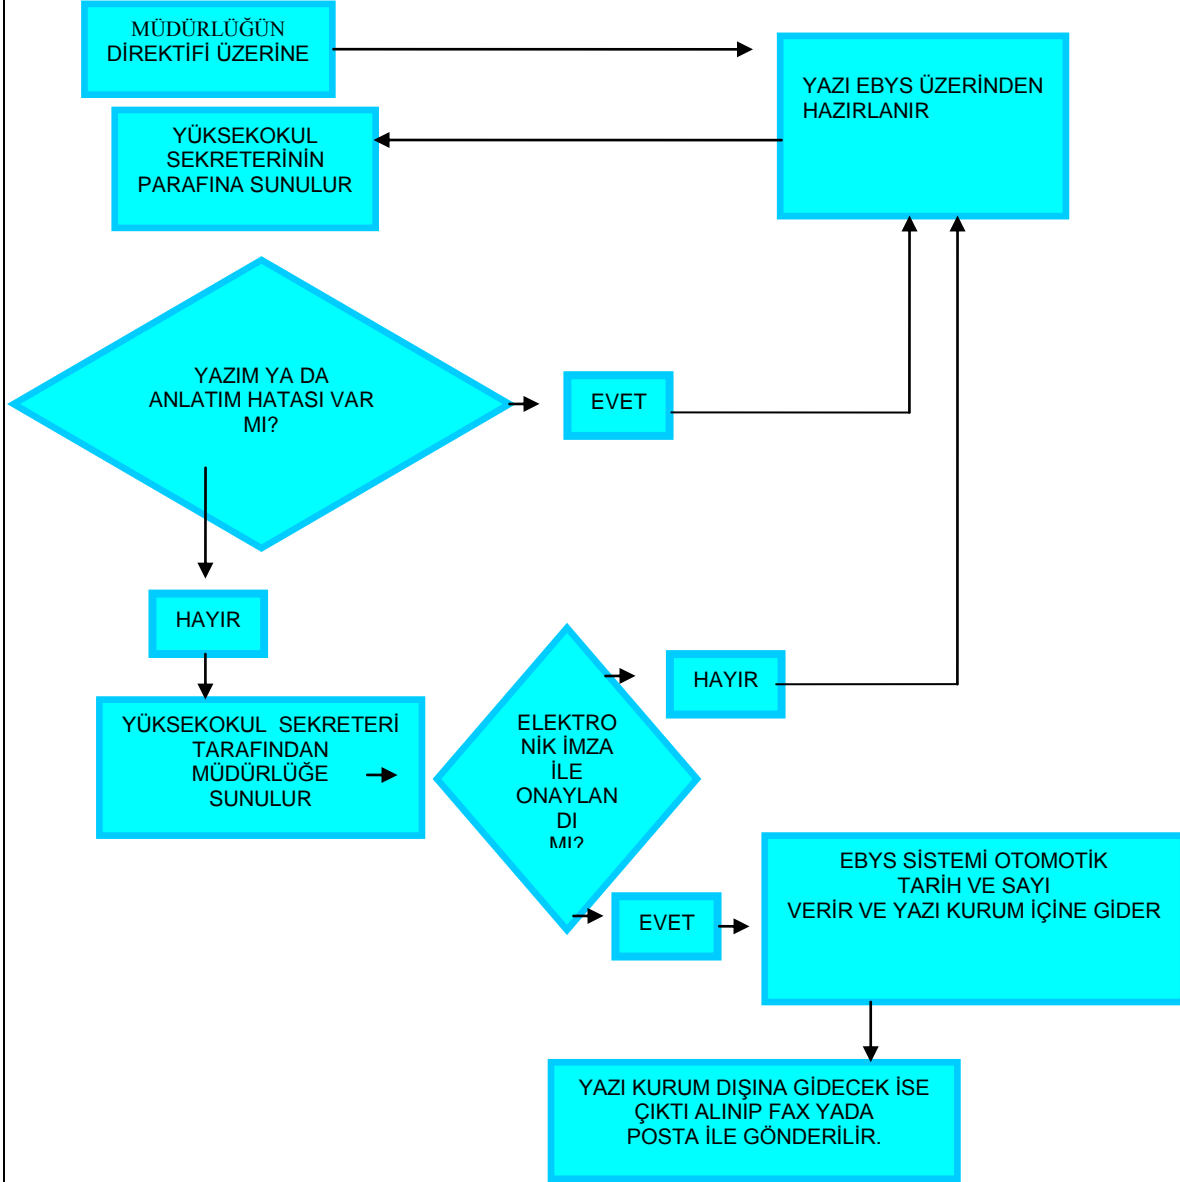 MÜDÜRLÜĞÜN
DİREKTİFİ ÜZERİNE
YAZI EBYS ÜZERİNDEN
HAZIRLANIR
YÜKSEKOKUL
SEKRETERİNİN
PARAFINA SUNULUR
YAZIM YA DA
ANLATIM HATASI VAR
MI?
EVET
HAYIR
YÜKSEKOKUL SEKRETERİ
TARAFINDAN
MÜDÜRLÜĞE
SUNULUR
ELEKTRO
NİK İMZA
İLE
ONAYLAN
DI
MI?
HAYIR
EVET
EBYS SİSTEMİ OTOMOTİK
TARİH VE SAYI
VERİR VE YAZI KURUM İÇİNE GİDER
YAZI KURUM DIŞINA GİDECEK İSE
ÇIKTI ALINIP FAX YADA
POSTA İLE GÖNDERİLİR.